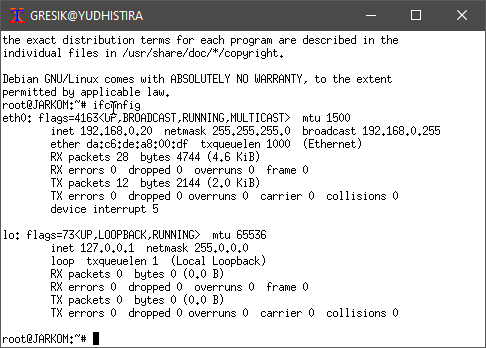 GRESIK@YUDHISTIRA
the exact distribution terms for each program are described in the
individual files in /usr/share/doc/*/copyright.
Debian GNU/Linux comes with ABSOLUTELY NO WARRANTY, to the extent
permitted by applicable law.
root@JARKOM:~# ifconfig
eth0: flags=4163<UP,BROADCAST,RUNNING,MULTICAST>  mtu 1500
        inet 192.168.0.20  netmask 255.255.255.0  broadcast 192.168.0.255
        ether da:c6:de:a8:00:df  txqueuelen 1000  (Ethernet)
        RX packets 28  bytes 4744 (4.6 KiB)
        RX errors 0  dropped 0  overruns 0  frame 0
        TX packets 12  bytes 2144 (2.0 KiB)
        TX errors 0  dropped 0 overruns 0  carrier 0  collisions 0
        device interrupt 5
lo: flags=73<UP,LOOPBACK,RUNNING>  mtu 65536
        inet 127.0.0.1  netmask 255.0.0.0
        loop  txqueuelen 1  (Local Loopback)
        RX packets 0  bytes 0 (0.0 B)
        RX errors 0  dropped 0  overruns 0  frame 0
        TX packets 0  bytes 0 (0.0 B)
        TX errors 0  dropped 0 overruns 0  carrier 0  collisions 0
root@JARKOM:~#